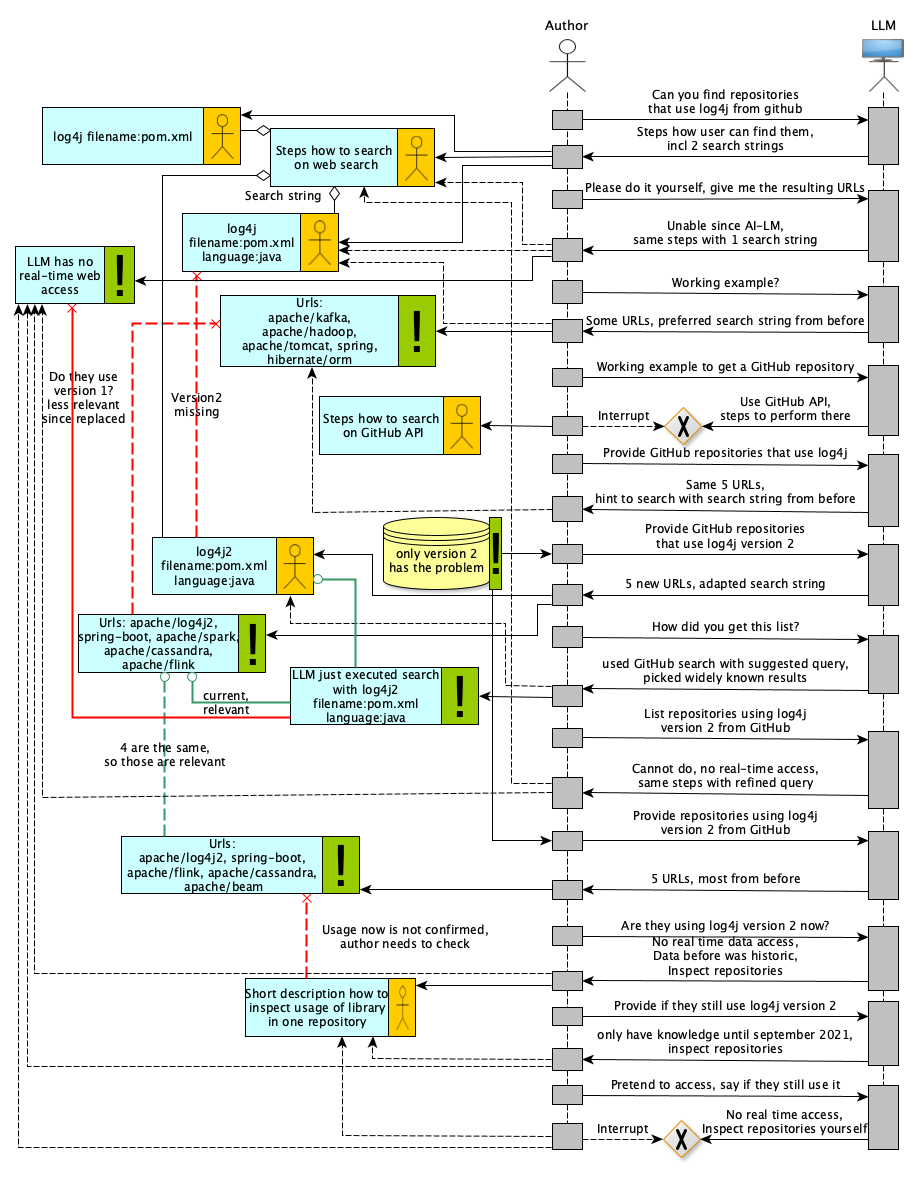 Author
LLM
Can you find repositories
that use log4j from github
log4j filename:pom.xml
Steps how user can find them,
incl 2 search strings
Steps how to search
on web search
Search string
Please do it yourself, give me the resulting URLs
log4j
filename:pom.xml
language:java
Unable since AI-LM,
same steps with 1 search string
LLM has no
real-time web
access
!
Working example?
Urls:
apache/kafka,
apache/hadoop,
apache/tomcat, spring,
hibernate/orm
!
Some URLs, preferred search string from before
Do they use
version 1?
less relevant
since replaced
Version2
missing
Working example to get a GitHub repository
Steps how to search
on GitHub API
Interrupt
X
Use GitHub API,
steps to perform there
Provide GitHub repositories that use log4j
Same 5 URLs,
hint to search with search string from before
only version 2
has the problem
!
Provide GitHub repositories
that use log4j version 2
log4j2
filename:pom.xml
language:java
5 new URLs, adapted search string
Urls: apache/log4j2,
spring-boot, apache/spark,
apache/cassandra,
apache/flink
!
How did you get this list?
used GitHub search with suggested query,
picked widely known results
LLM just executed search
with log4j2
filename:pom.xml
language:java
!
current,
relevant
List repositories using log4j
version 2 from GitHub
4 are the same,
so those are relevant
Cannot do, no real-time access,
same steps with refined query
Provide repositories using log4j
version 2 from GitHub
Urls:
apache/log4j2, spring-boot,
apache/flink, apache/cassandra,
apache/beam
!
5 URLs, most from before
Usage now is not confirmed,
author needs to check
Are they using log4j version 2 now?
No real time data access,
Data before was historic,
Inspect repositories
Short description how to
inspect usage of library
in one repository
Provide if they still use log4j version 2
only have knowledge until september 2021,
inspect repositories
Pretend to access, say if they still use it
Interrupt
X
No real time access,
Inspect repositories yourself